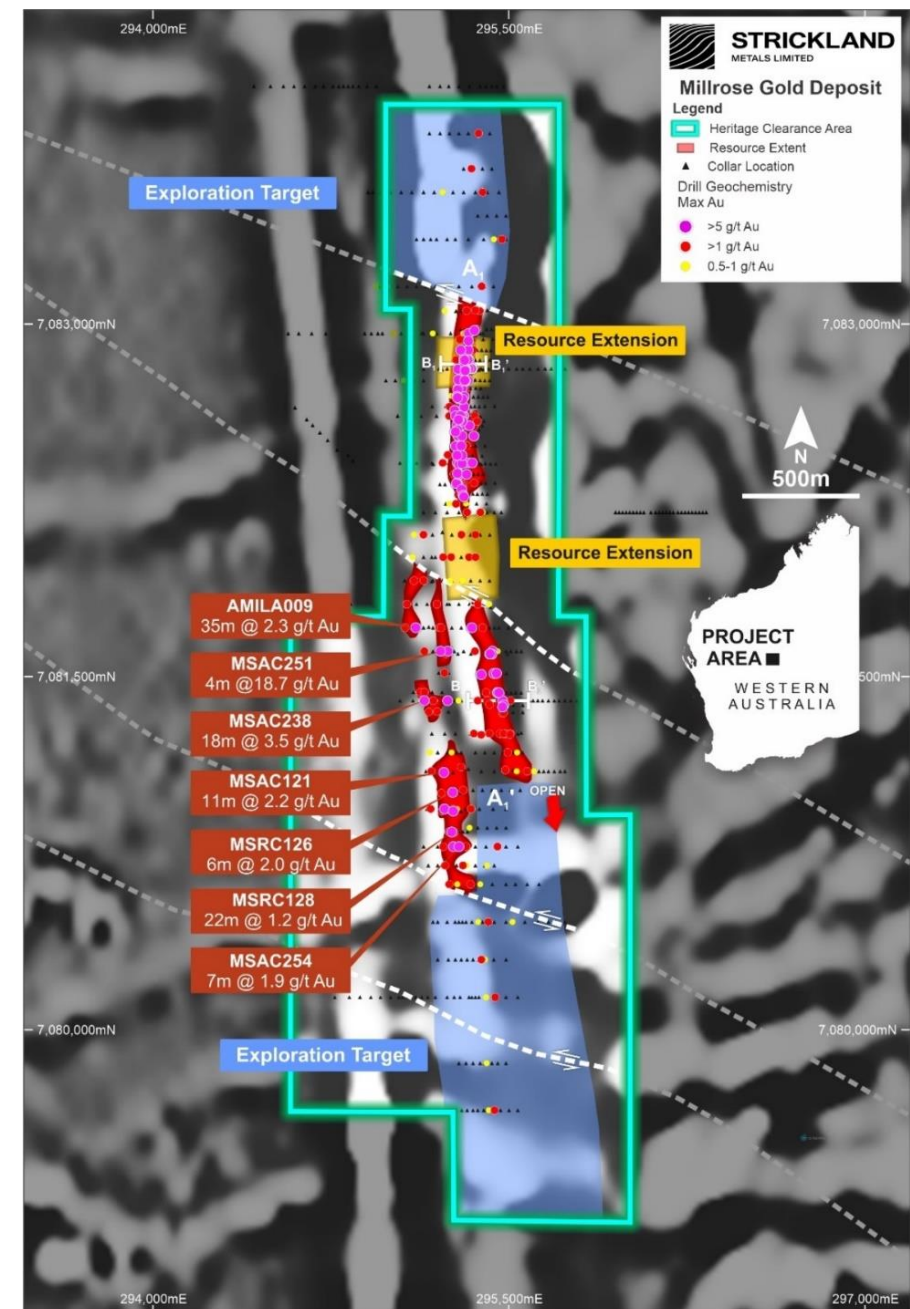 294,000mE
295,500mE
STRICKLAND
METALS LIMITED
Millrose Gold Deposit
Legend
Heritage Clearance Area
Resource Extent
Collar Location
Drill Geochemistry
Max Au
>5 g/t Au
>1 g/t Au
0.5-1 g/t Au
Exploration Target
A1
7,083,000mN
7,083,000mN
Resource Extension
B1
B1'
N
500m
Resource Extension
AMILA009
35m @ 2.3 g/t Au
MSAC251
4m @18.7 g/t Au
MSAC238
18m @ 3.5 g/t Au
MSAC121
11m @ 2.2 g/t Au
MSRC126
6m @ 2.0 g/t Au
MSRC128
22m @ 1.2 g/t Au
MSAC254
7m @ 1.9 g/t Au
PROJECT
AREA
WESTERN
AUSTRALIA
7,081,500mN
500mN
B
A1'
OPEN
7,080,000mN
7,080,000mN
Exploration Target
294,000mE
295,500mE
297,000mE